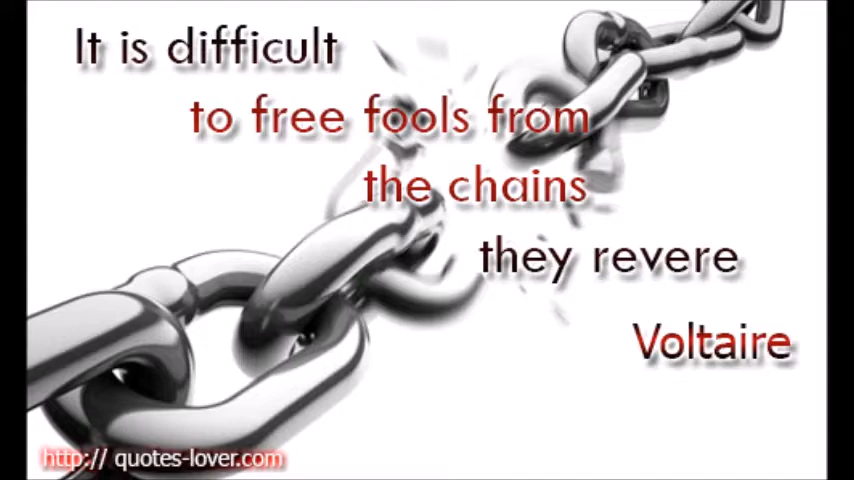 It is difficult
to free fools from
the chains
they revere
Voltaire
http:// quotes-lover.com